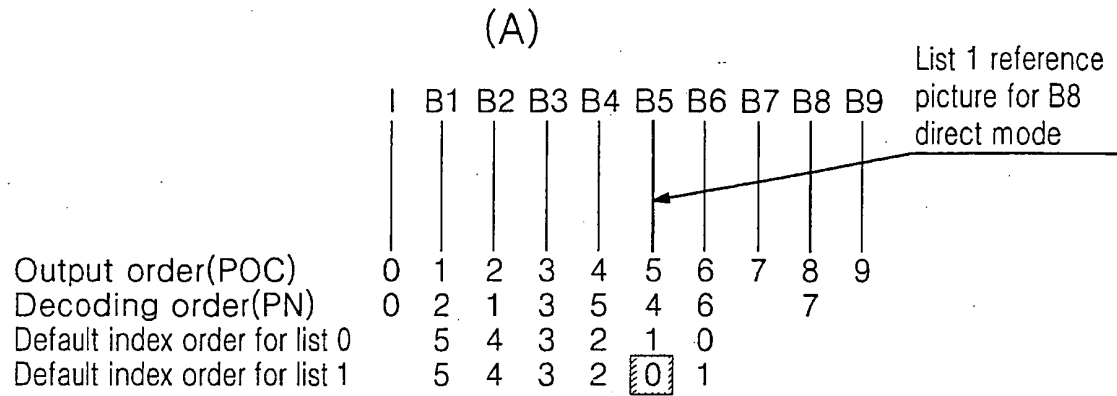 (A)
List 1 reference
picture for B8
direct mode
I B1 B2 B3 B4 B5 B6 B7 B8 B9
Output order(POC) 0 1 2 3 4 5 6 7 8 9
Decoding order(PN) 0 2 1 3 5 4 6 7
Default index order for list 0 5 4 3 2 1 0
Default index order for list 1 5 4 3 2 0 1